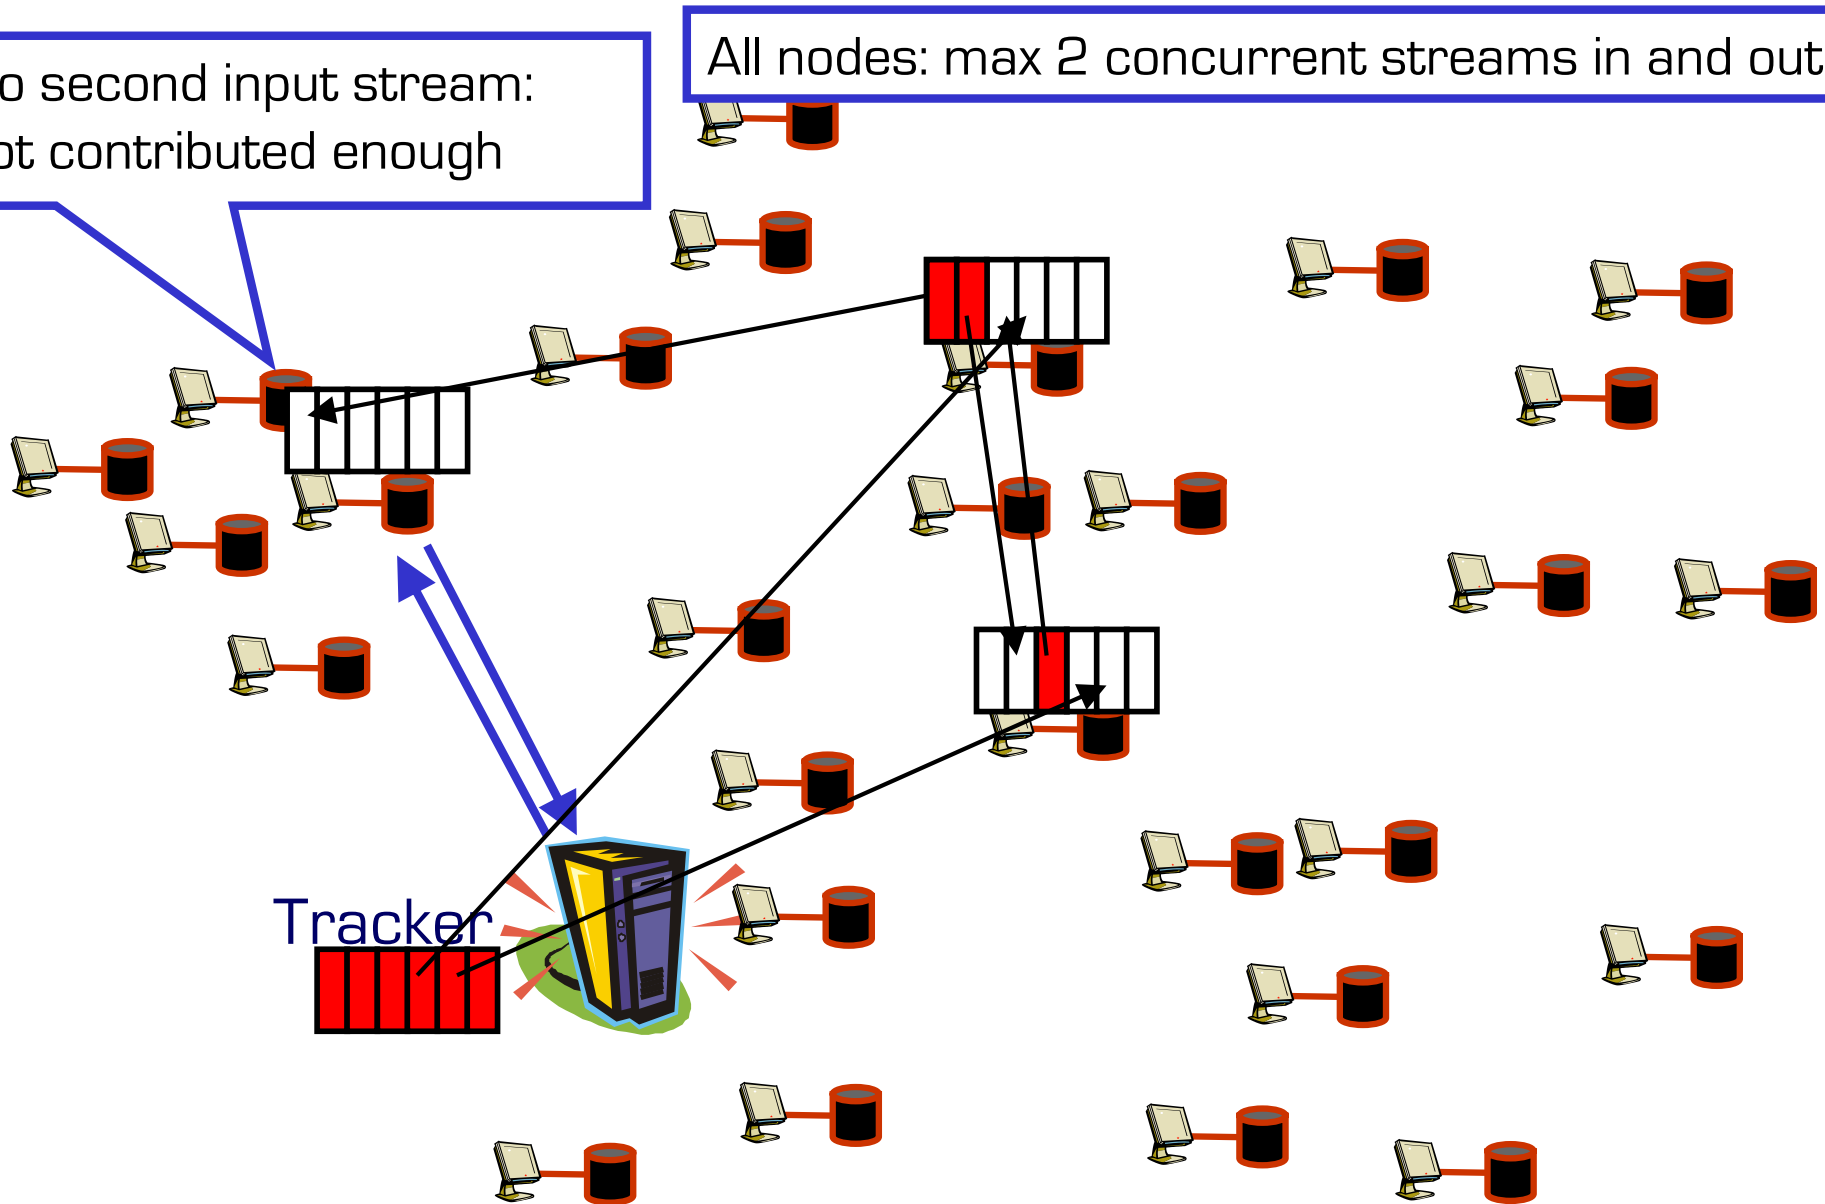 o second input stream:
ot contributed enough
All nodes: max 2 concurrent streams in and out
Tracker